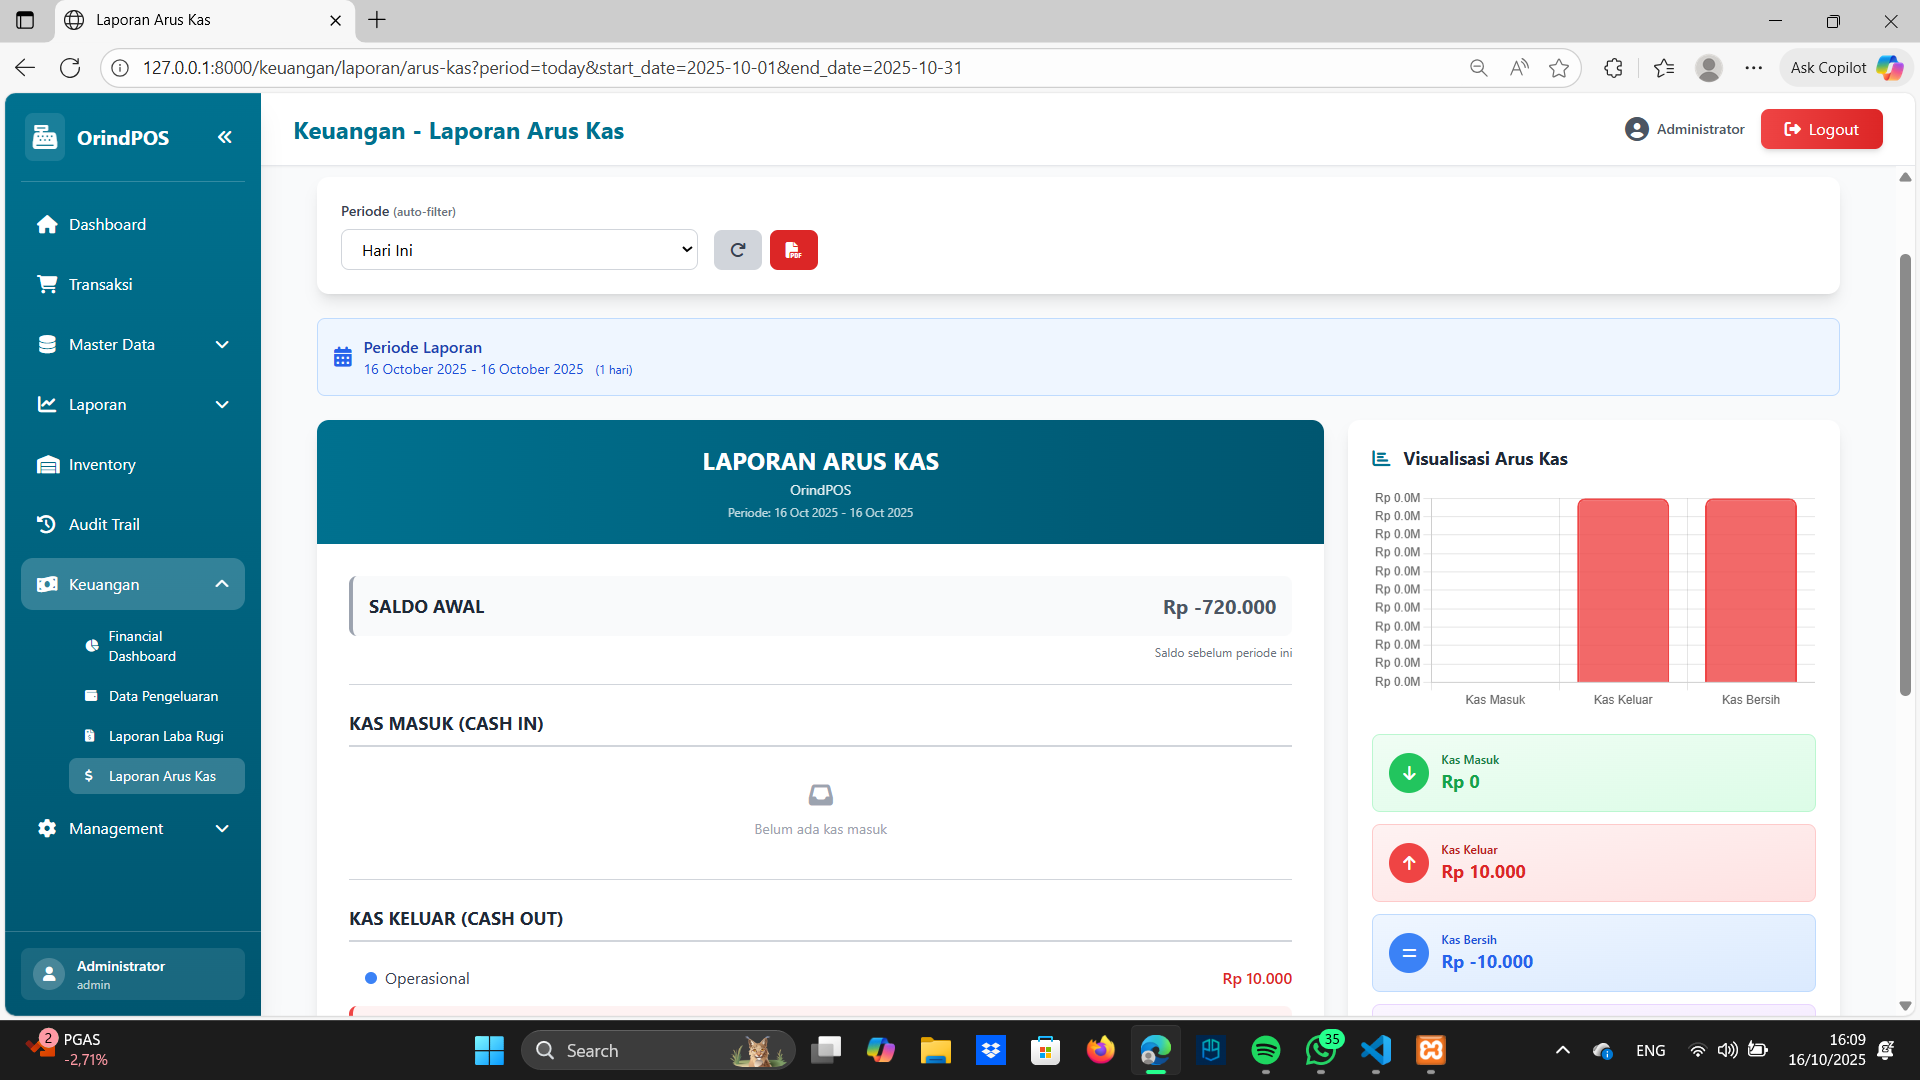 Laporan Arus Kas
127.0.0.1:8000/keuangan/laporan/arus-kas?period=today&start_date=2025-10-01&end_date=2025-10-31
Ask Copilot
OrindPOS
Keuangan - Laporan Arus Kas
Administrator
Logout
Dashboard
Transaksi
Master Data
Laporan
Inventory
Audit Trail
Keuangan
Financial
Dashboard
Data Pengeluaran
Laporan Laba Rugi
Laporan Arus Kas
Management
Administrator
admin
Periode (auto-filter)
Hari Ini
PDF
Periode Laporan
16 October 2025 - 16 October 2025 (1 hari)
LAPORAN ARUS KAS
OrindPOS
Periode: 16 Oct 2025 - 16 Oct 2025
SALDO AWAL
Rp -720.000
Saldo sebelum periode ini
KAS MASUK (CASH IN)
Belum ada kas masuk
KAS KELUAR (CASH OUT)
Operasional
Rp 10.000
Visualisasi Arus Kas
Rp 0.0M
Rp 0.0M
Rp 0.0M
Rp 0.0M
Rp 0.0M
Rp 0.0M
Rp 0.0M
Rp 0.0M
Rp 0.0M
Rp 0.0M
Rp 0.0M
Kas Masuk
Kas Keluar
Kas Bersih
Kas Masuk
Rp 0
Kas Keluar
Rp 10.000
Kas Bersih
Rp -10.000
2
PGAS
-2,71%
Search
35
ENG
16:09
16/10/2025